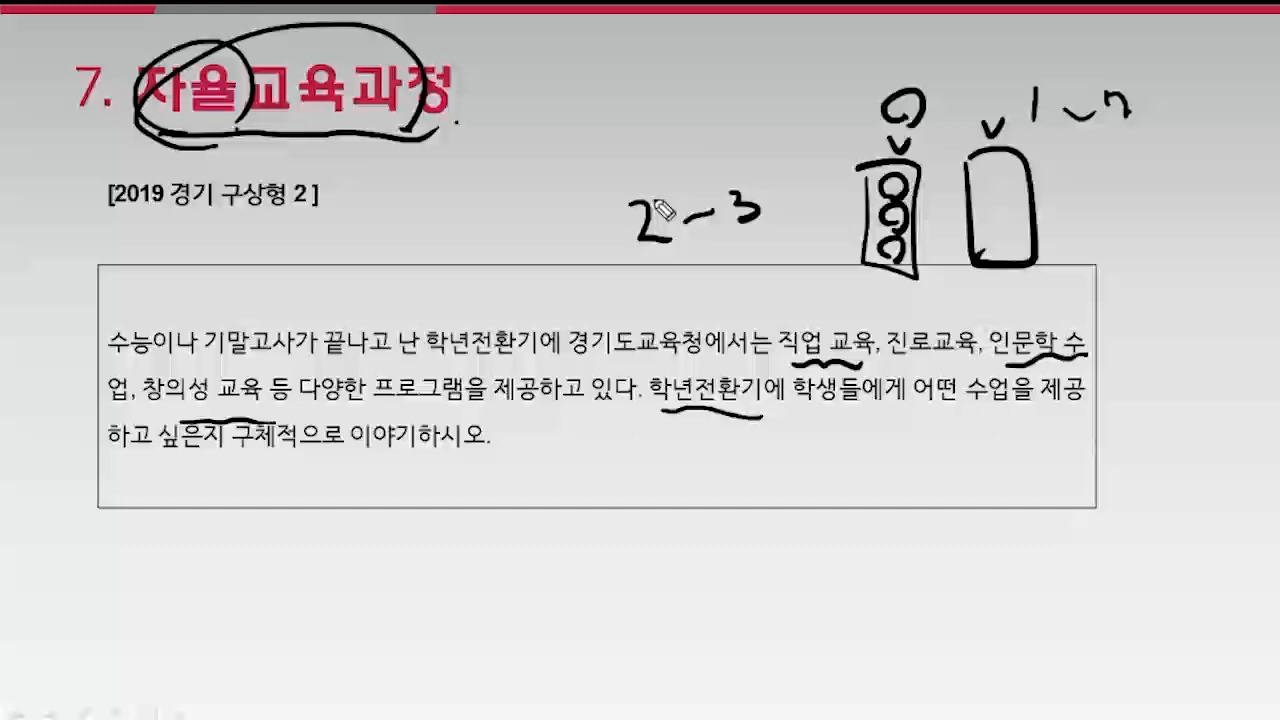 7. 자율교육과정
1 ~ n
[2019 경기 구상형 2 ]
2 ~ 3
수능이나 기말고사가 끝나고 난 학년전환기에 경기도교육청에서는 직업 교육, 진로교육, 인문학 수
업, 창의성 교육 등 다양한 프로그램을 제공하고 있다. 학년전환기에 학생들에게 어떤 수업을 제공
하고 싶은지 구체적으로 이야기하시오.